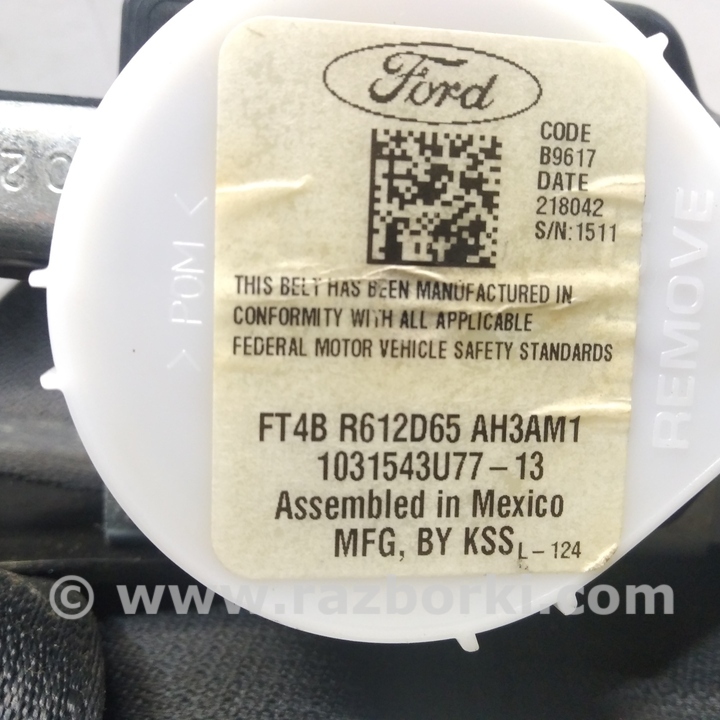 Ford
CODE
B9617
DATE
218042
S/N:1511
THIS BELT HAS BEEN MANUFACTURED IN
CONFORMITY WITH ALL APPLICABLE
FEDERAL MOTOR VEHICLE SAFETY STANDARDS
FT4B R612D65 AH3AM1
1031543U77-13
Assembled in Mexico
MFG, BY KSS L-124
> POM <
REMOVE
© www.razborki.com